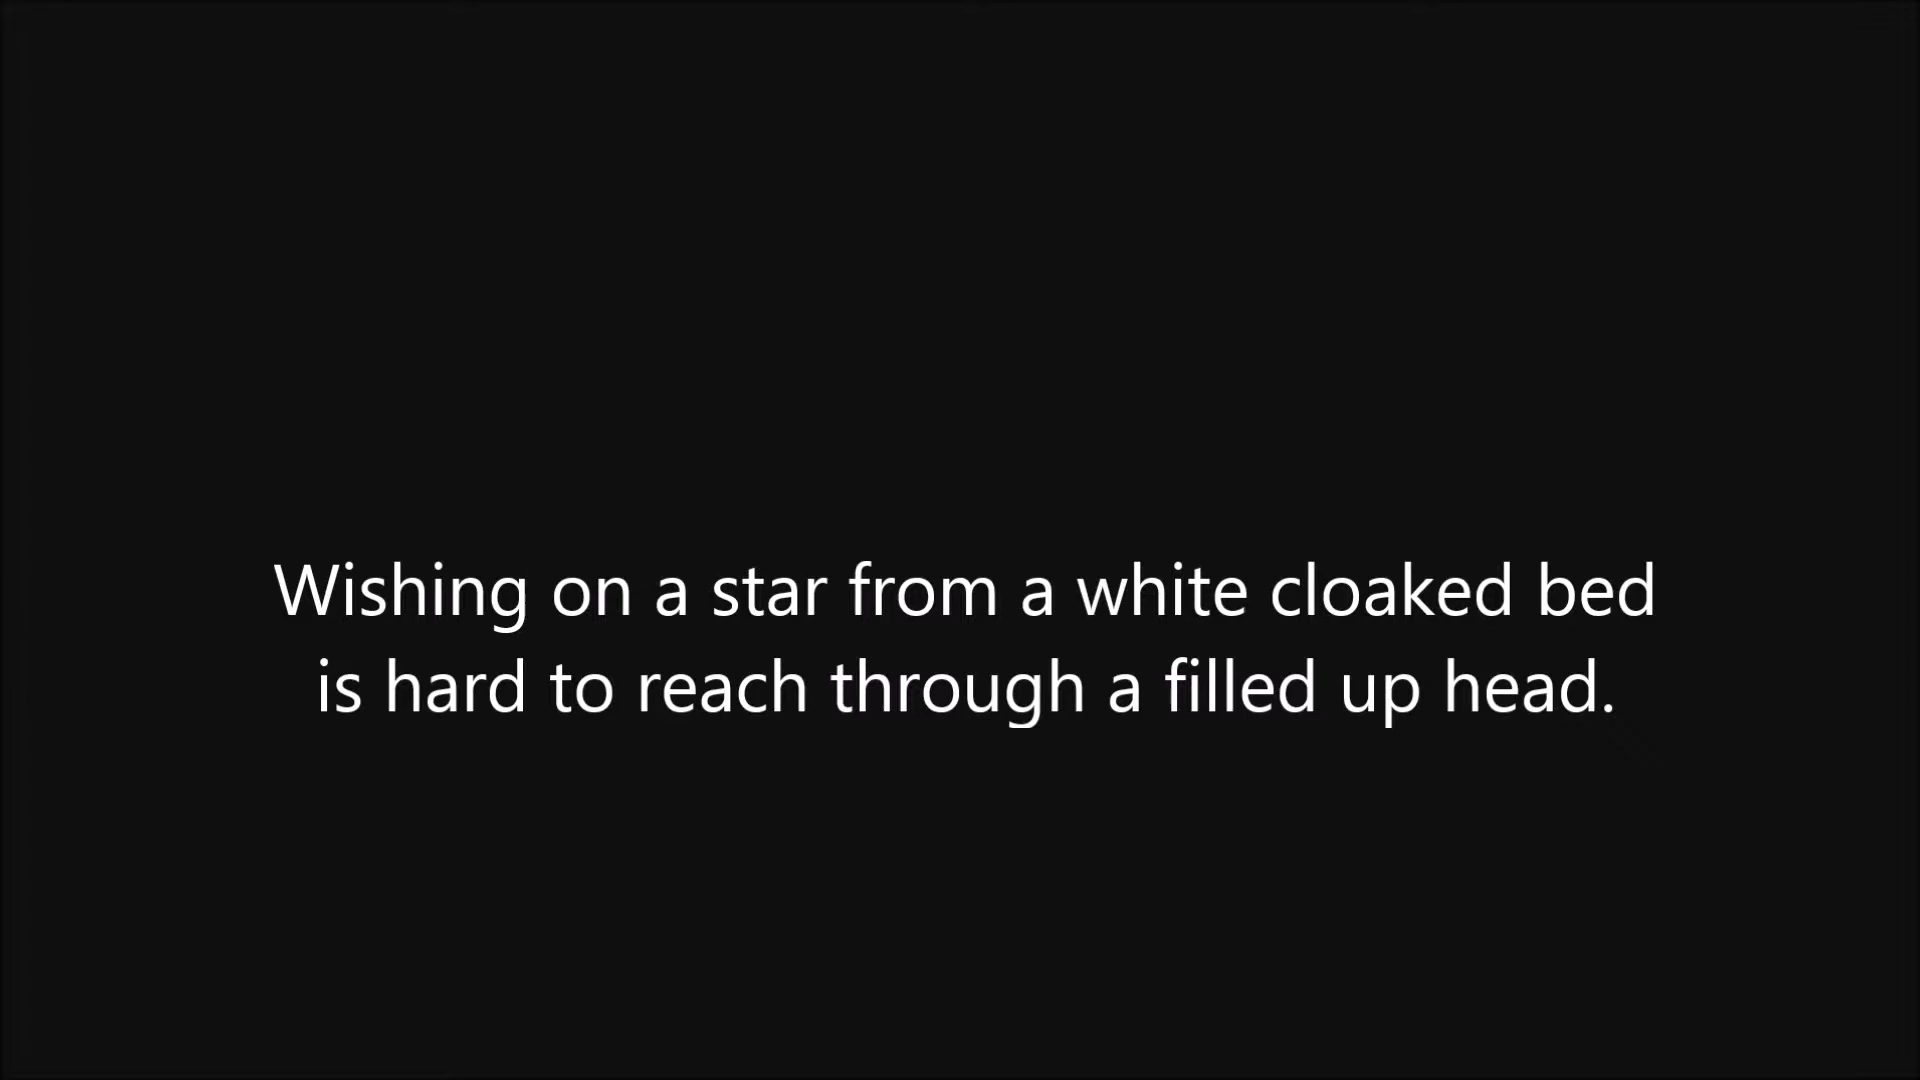 Wishing on a star from a white cloaked bed
is hard to reach through a filled up head.